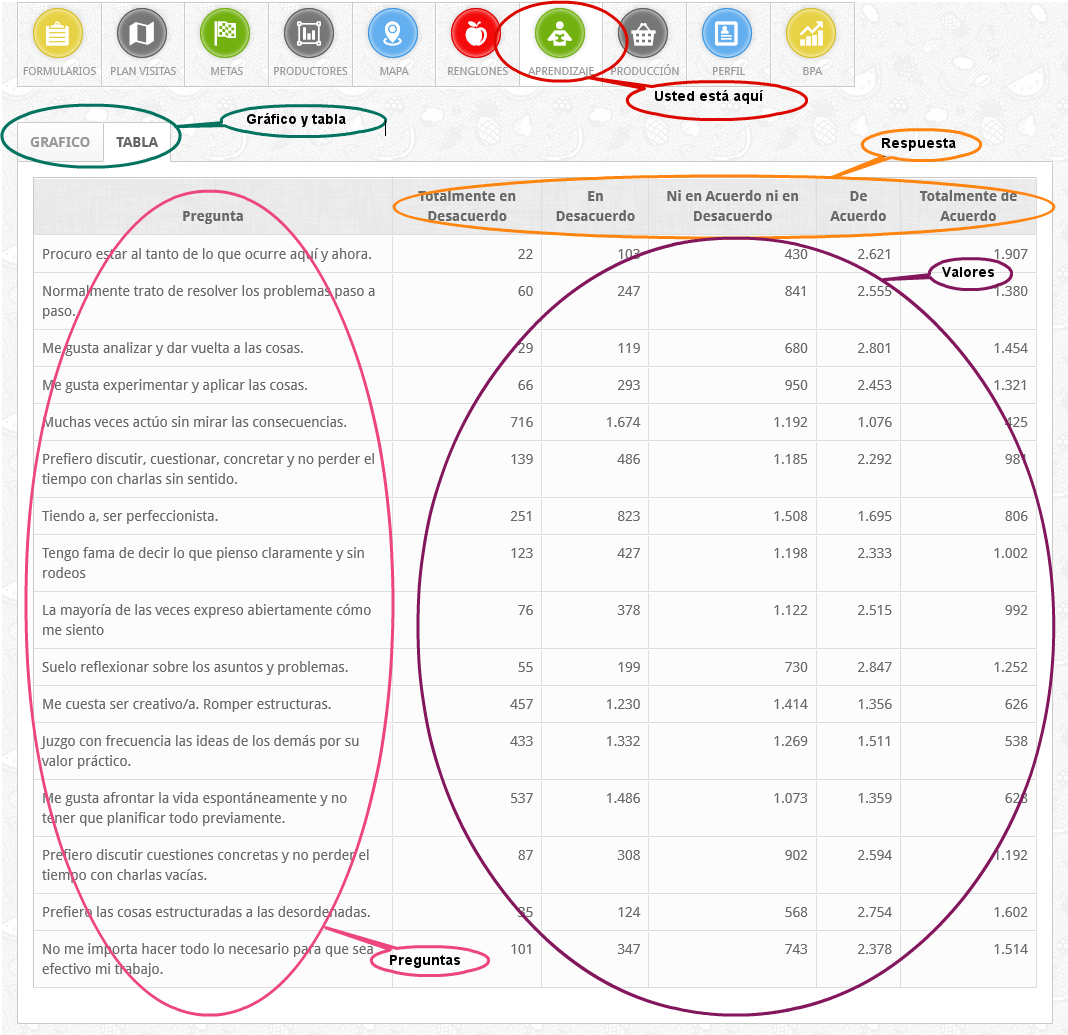 FORMULARIOS PLAN VISITAS METAS PRODUCTORES MAPA RENGLONES APRENDIZAJE PRODUCCIÓN PERFIL BPA
Usted está aquí
Gráfico y tabla
GRAFICO TABLA
Respuesta
Pregunta
Totalmente en Desacuerdo
En Desacuerdo
Ni en Acuerdo ni en Desacuerdo
De Acuerdo
Totalmente de Acuerdo
Procuro estar al tanto de lo que ocurre aquí y ahora. 22 103 430 2.621 1.907
Valores
Normalmente trato de resolver los problemas paso a 60 247 841 2.555 1.380
paso.
Me gusta analizar y dar vuelta a las cosas. 29 119 680 2.801 1.454
Me gusta experimentar y aplicar las cosas. 66 293 950 2.453 1.321
Muchas veces actúo sin mirar las consecuencias. 716 1.674 1.192 1.076 425
Prefiero discutir, cuestionar, concretar y no perder el 139 486 1.185 2.292 981
tiempo con charlas sin sentido.
Tiendo a, ser perfeccionista. 251 823 1.508 1.695 806
Tengo fama de decir lo que pienso claramente y sin 123 427 1.198 2.333 1.002
rodeos
La mayoría de las veces expreso abiertamente cómo 76 378 1.122 2.515 992
me siento
Suelo reflexionar sobre los asuntos y problemas. 55 199 730 2.847 1.252
Me cuesta ser creativo/a. Romper estructuras. 457 1.230 1.414 1.356 626
Juzgo con frecuencia las ideas de los demás por su 433 1.332 1.269 1.511 538
valor práctico.
Me gusta afrontar la vida espontáneamente y no 537 1.486 1.073 1.359 628
tener que planificar todo previamente.
Prefiero discutir cuestiones concretas y no perder el 87 308 902 2.594 1.192
tiempo con charlas vacías.
Prefiero las cosas estructuradas a las desordenadas. 35 124 568 2.754 1.602
No me importa hacer todo lo necesario para que sea 101 347 743 2.378 1.514
efectivo mi trabajo.
Preguntas